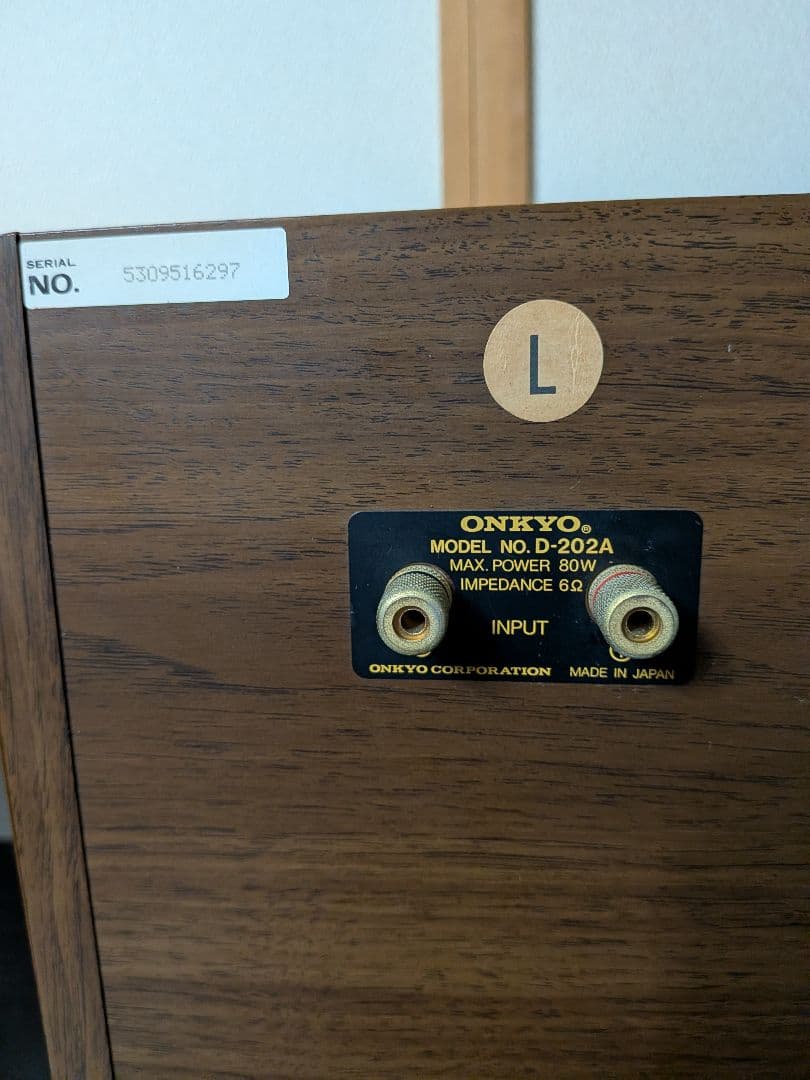 SERIAL
NO. 5309516297
L
ONKYO®
MODEL NO. D-202A
MAX. POWER 80W
IMPEDANCE 6Ω
INPUT
ONKYO CORPORATION MADE IN JAPAN